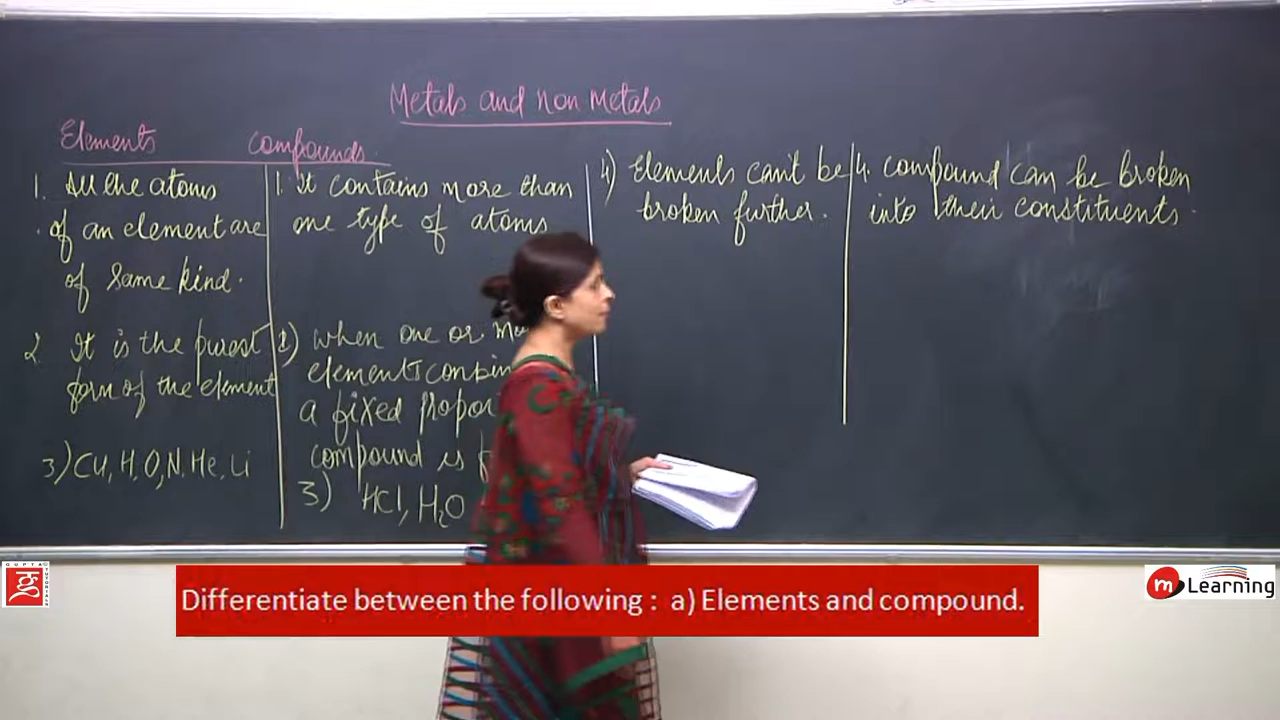 Metals and non Metals
Elements
compounds.
1. All the atoms
of an element are
of same kind.
2. It is the purest
form of the element
3) Cu, H, O, N, He, Li
1. It contains more than
one type of atoms
2) when one or
elements
a fixed
compound is
3) HCl, H₂O
4) Elements can't be
broken further.
4. compound can be broken
into their constituents.
GUPTA TUTORIALS
Differentiate between the following : a) Elements and compound.
m Learning